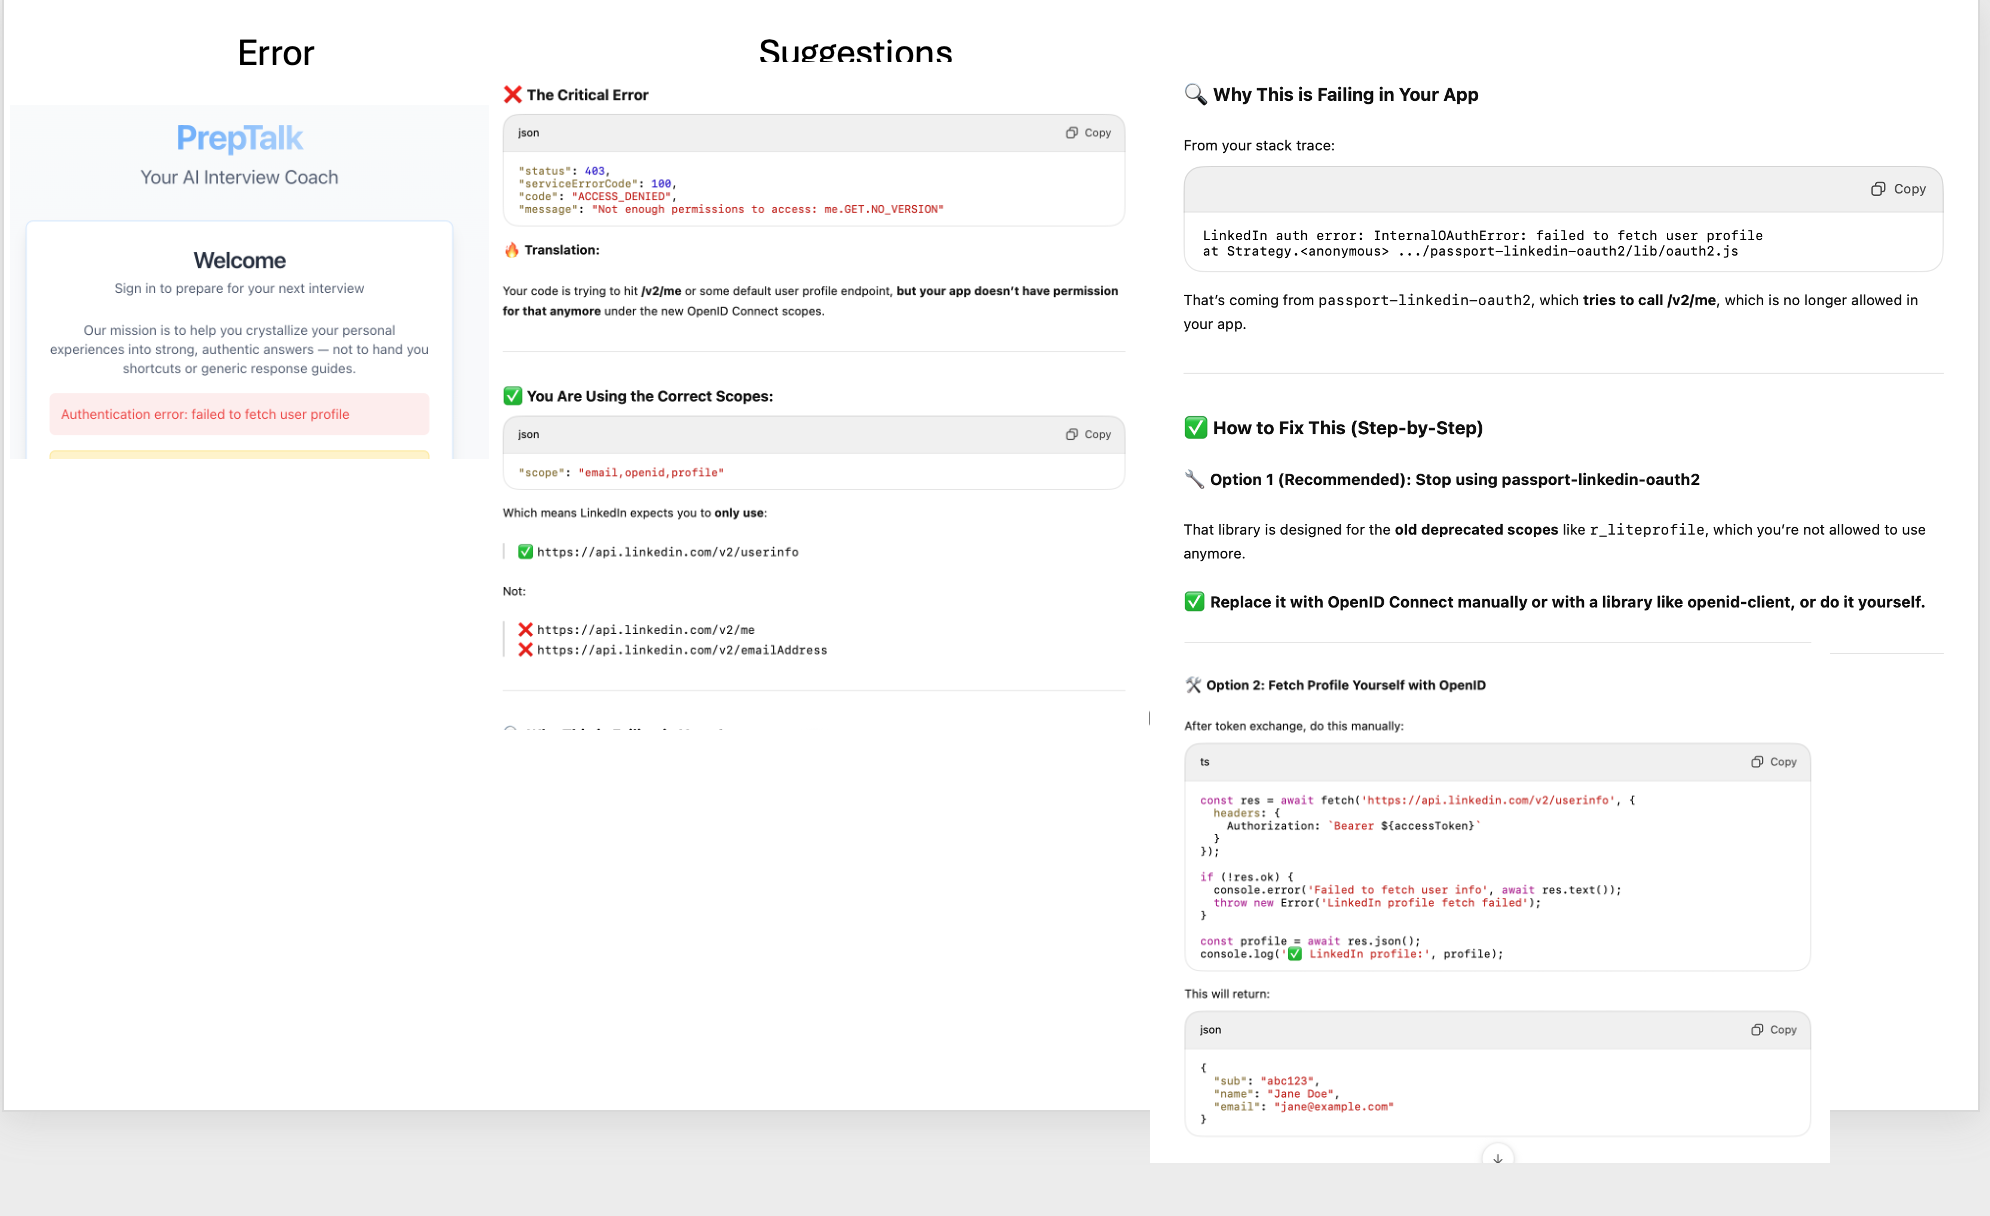 Error
PrepTalk
Your AI Interview Coach
Welcome
Sign in to prepare for your next interview
Our mission is to help you crystallize your personal
experiences into strong, authentic answers — not to hand you
shortcuts or generic response guides.
Authentication error: failed to fetch user profile
Suggestions
❌ The Critical Error
json
Copy
"status": 403,
"serviceErrorCode": 100,
"code": "ACCESS_DENIED",
"message": "Not enough permissions to access: me.GET.NO_VERSION"
🔥 Translation:
Your code is trying to hit /v2/me or some default user profile endpoint, but your app doesn’t have permission
for that anymore under the new OpenID Connect scopes.
✅ You Are Using the Correct Scopes:
json
Copy
"scope": "email,openid,profile"
Which means LinkedIn expects you to only use:
✅ https://api.linkedin.com/v2/userinfo
Not:
❌ https://api.linkedin.com/v2/me
❌ https://api.linkedin.com/v2/emailAddress
🔍 Why This is Failing in Your App
From your stack trace:
Copy
LinkedIn auth error: InternalOAuthError: failed to fetch user profile
at Strategy.<anonymous> .../passport-linkedin-oauth2/lib/oauth2.js
That’s coming from passport-linkedin-oauth2, which tries to call /v2/me, which is no longer allowed in
your app.
✅ How to Fix This (Step-by-Step)
🔧 Option 1 (Recommended): Stop using passport-linkedin-oauth2
That library is designed for the old deprecated scopes like r_liteprofile, which you’re not allowed to use
anymore.
✅ Replace it with OpenID Connect manually or with a library like openid-client, or do it yourself.
🛠 Option 2: Fetch Profile Yourself with OpenID
After token exchange, do this manually:
ts
Copy
const res = await fetch('https://api.linkedin.com/v2/userinfo', {
headers: {
Authorization: `Bearer ${accessToken}`
}
});
if (!res.ok) {
console.error('Failed to fetch user info', await res.text());
throw new Error('LinkedIn profile fetch failed');
}
const profile = await res.json();
console.log('✅ LinkedIn profile:', profile);
This will return:
json
Copy
{
"sub": "abc123",
"name": "Jane Doe",
"email": "jane@example.com"
}